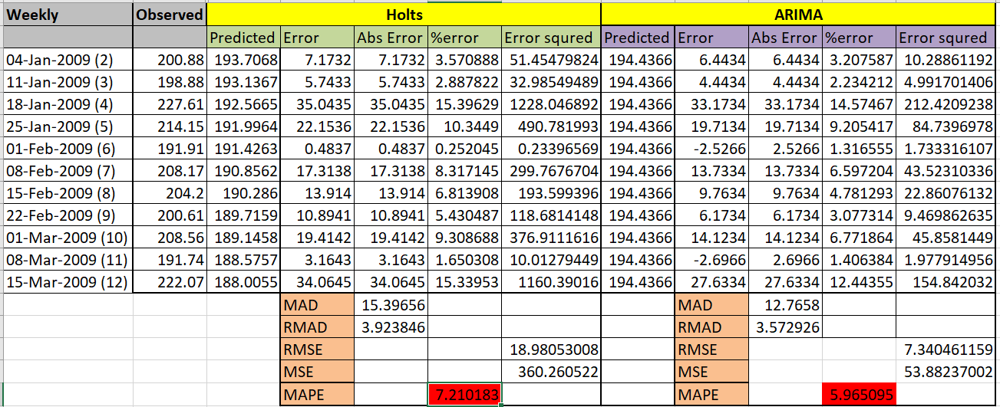 Weekly Observed Holts ARIMA
Predicted Error Abs Error %error Error squred Predicted Error Abs Error %error Error squred
04-Jan-2009 (2) 200.88 193.7068 7.1732 7.1732 3.570888 51.45479824 194.4366 6.4434 6.4434 3.207587 10.28861192
11-Jan-2009 (3) 198.88 193.1367 5.7433 5.7433 2.887822 32.98549489 194.4366 4.4434 4.4434 2.234212 4.991701406
18-Jan-2009 (4) 227.61 192.5665 35.0435 35.0435 15.39629 1228.046892 194.4366 33.1734 33.1734 14.57467 212.4209238
25-Jan-2009 (5) 214.15 191.9964 22.1536 22.1536 10.3449 490.781993 194.4366 19.7134 19.7134 9.205417 84.7396978
01-Feb-2009 (6) 191.91 191.4263 0.4837 0.4837 0.252045 0.23396569 194.4366 -2.5266 2.5266 1.316555 1.733316107
08-Feb-2009 (7) 208.17 190.8562 17.3138 17.3138 8.317145 299.7676704 194.4366 13.7334 13.7334 6.597204 43.52310336
15-Feb-2009 (8) 204.2 190.286 13.914 13.914 6.813908 193.599396 194.4366 9.7634 9.7634 4.781293 22.86076132
22-Feb-2009 (9) 200.61 189.7159 10.8941 10.8941 5.430487 118.6814148 194.4366 6.1734 6.1734 3.077314 9.469862635
01-Mar-2009 (10) 208.56 189.1458 19.4142 19.4142 9.308688 376.9111616 194.4366 14.1234 14.1234 6.771864 45.8581449
08-Mar-2009 (11) 191.74 188.5757 3.1643 3.1643 1.650308 10.01279449 194.4366 -2.6966 2.6966 1.406384 1.977914956
15-Mar-2009 (12) 222.07 188.0055 34.0645 34.0645 15.33953 1160.39016 194.4366 27.6334 27.6334 12.44355 154.842032
MAD 15.39656 MAD 12.7658
RMAD 3.923846 RMAD 3.572926
RMSE 18.98053008 RMSE 7.340461159
MSE 360.260522 MSE 53.88237002
MAPE 7.210183 MAPE 5.965095